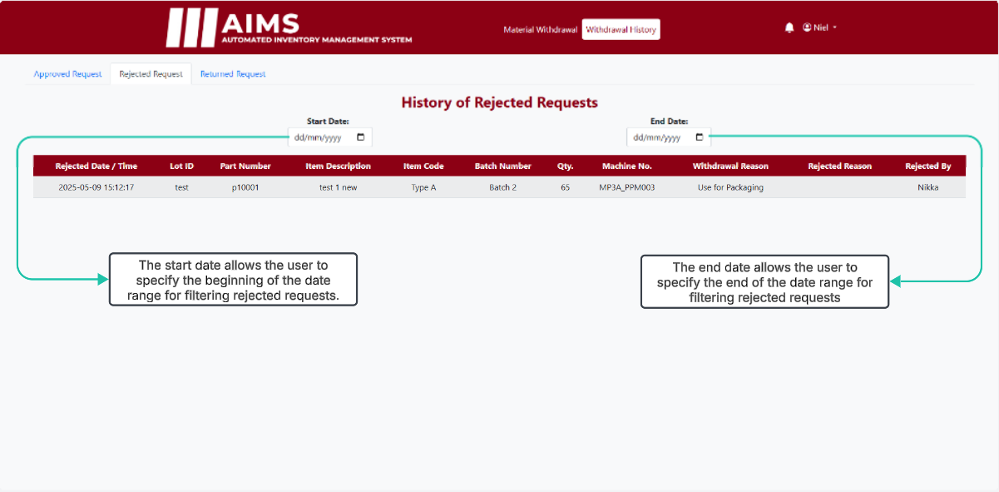 AIMS
AUTOMATED INVENTORY MANAGEMENT SYSTEM
Material Withdrawal Withdrawal History
Niel
Approved Request Rejected Request Returned Request
History of Rejected Requests
Start Date: End Date:
dd/mm/yyyy dd/mm/yyyy
Rejected Date / Time Lot ID Part Number Item Description Item Code Batch Number Qty. Machine No. Withdrawal Reason Rejected Reason Rejected By
2025-05-09 15:12:17 test p10001 test 1 new Type A Batch 2 65 MP3A_PPM003 Use for Packaging Nikka
The start date allows the user to
specify the beginning of the date
range for filtering rejected requests.
The end date allows the user to
specify the end of the date range for
filtering rejected requests